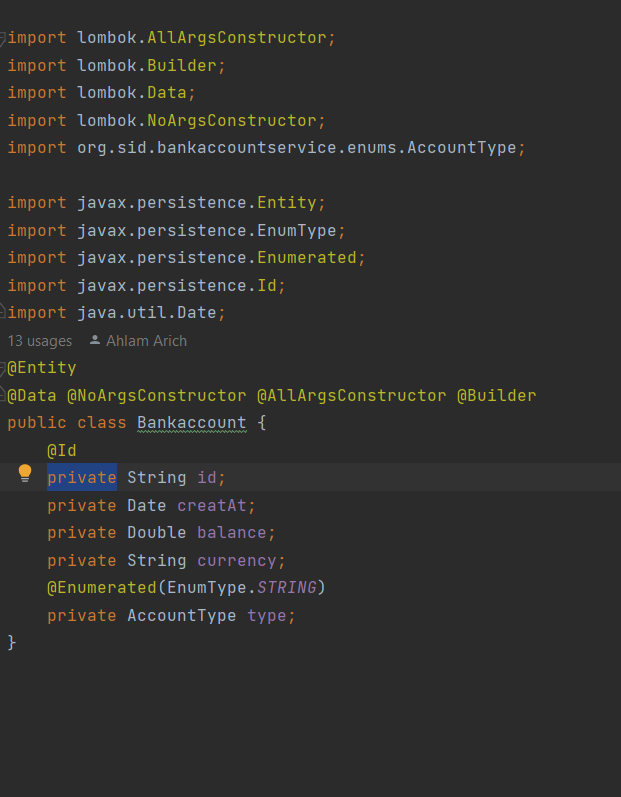 import lombok.AllArgsConstructor;
import lombok.Builder;
import lombok.Data;
import lombok.NoArgsConstructor;
import org.sid.bankaccountservice.enums.AccountType;
import javax.persistence.Entity;
import javax.persistence.EnumType;
import javax.persistence.Enumerated;
import javax.persistence.Id;
import java.util.Date;
13 usages Ahlam Arich
@Entity
@Data @NoArgsConstructor @AllArgsConstructor @Builder
public class Bankaccount {
@Id
private String id;
private Date creatAt;
private Double balance;
private String currency;
@Enumerated(EnumType.STRING)
private AccountType type;
}